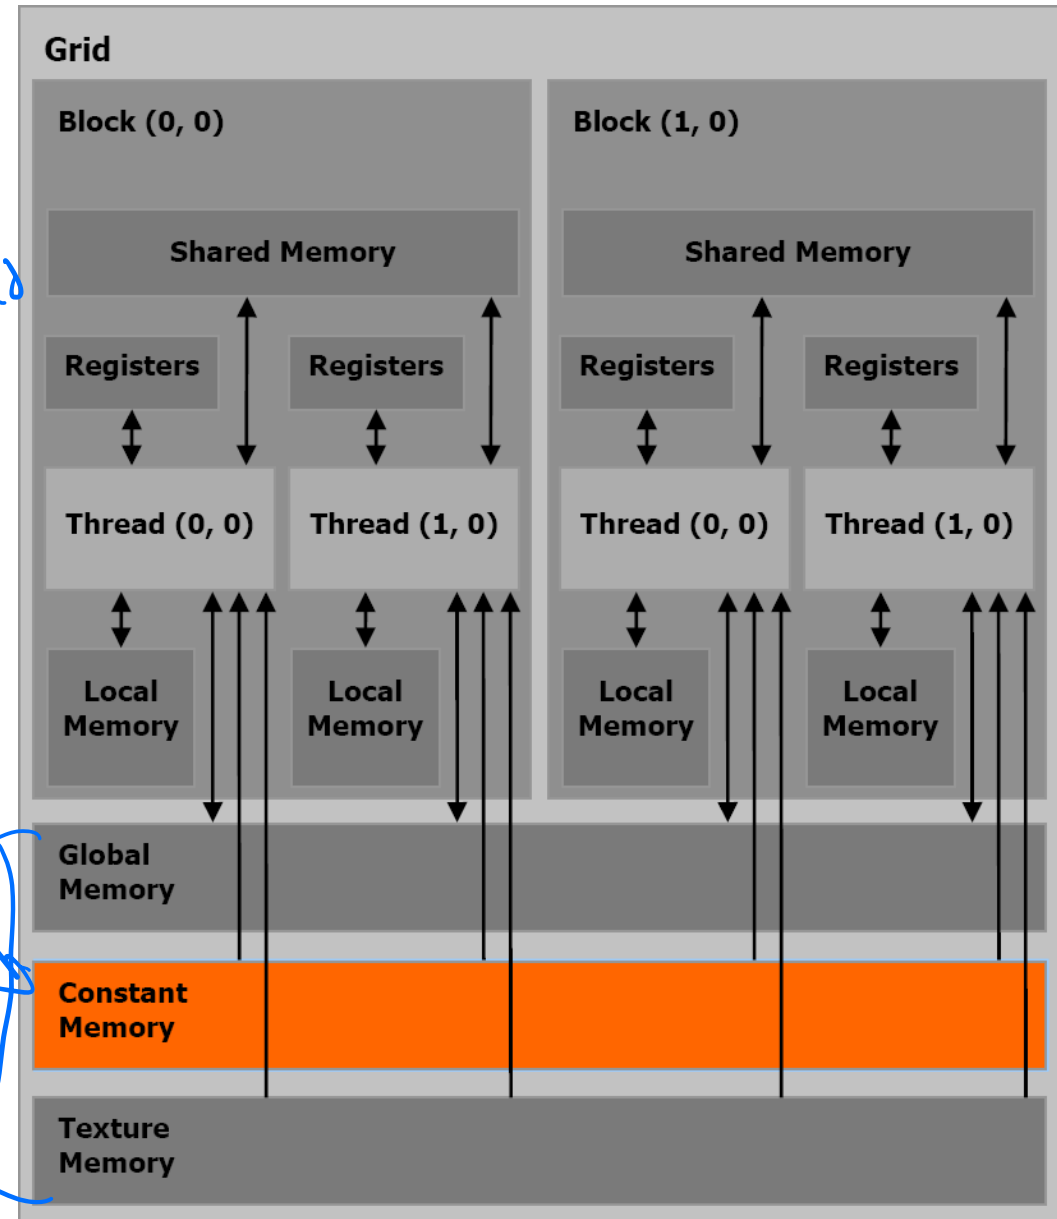 Grid
Block (0, 0)
Block (1, 0)
Shared Memory
Shared Memory
Registers
Registers
Registers
Registers
Thread (0, 0)
Thread (1, 0)
Thread (0, 0)
Thread (1, 0)
Local
Memory
Local
Memory
Local
Memory
Local
Memory
Global
Memory
Constant
Memory
Texture
Memory